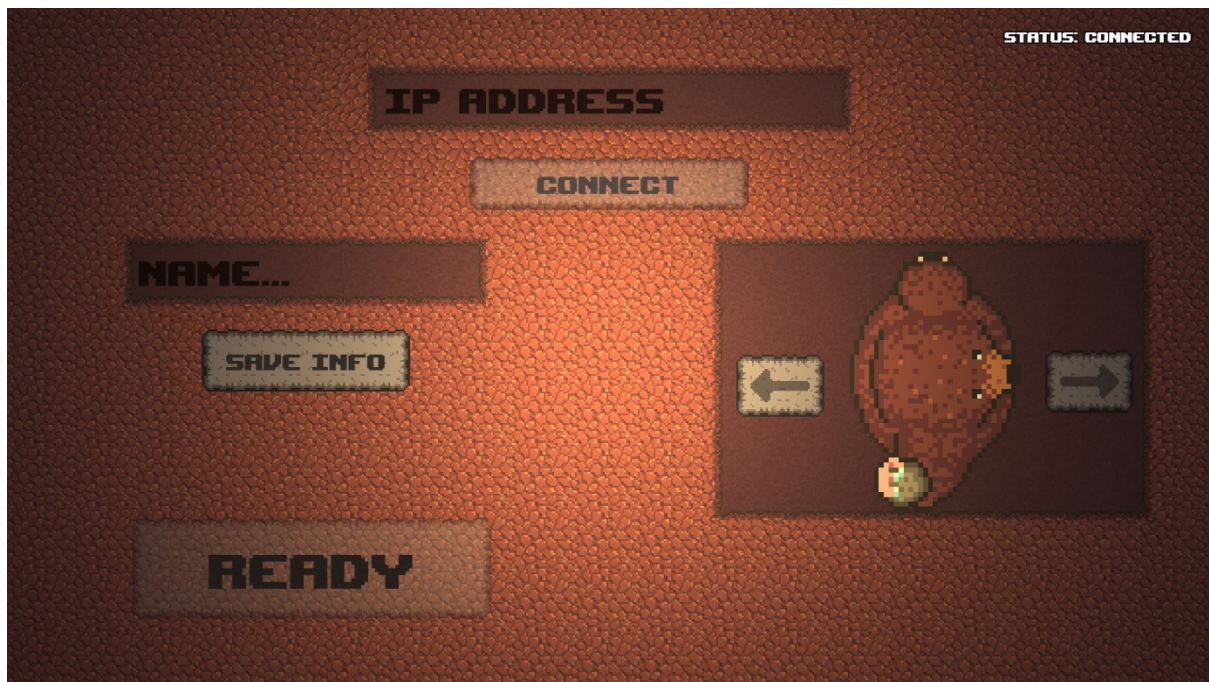 STATUS: CONNECTED
IP ADDRESS
CONNECT
NAME...
SAVE INFO
READY